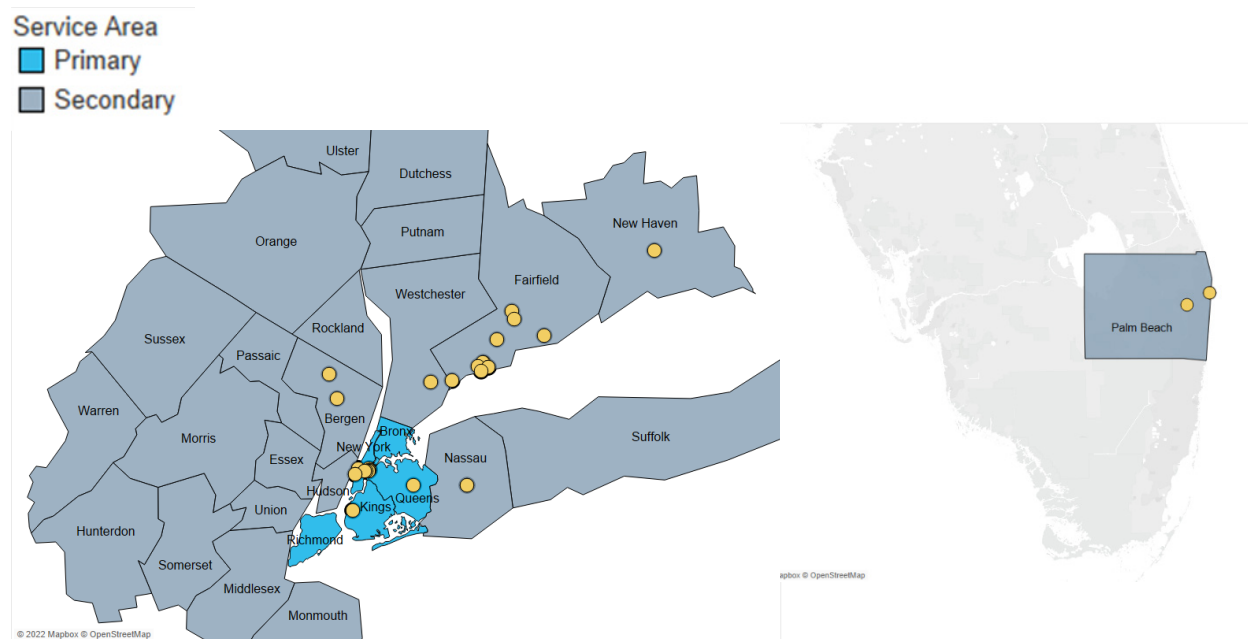 Service Area
Primary
Secondary
Ulster
Dutchess
New Haven
Putnam
Orange
Fairfield
Westchester
Rockland
Sussex
Passaic
Palm Beach
Warren
Bergen
Bronx
Morris
Suffolk
New York
Essex
Nassau
Hudson
Queens
Kings
Union
Hunterdon
Richmond
Somerset
apbox © OpenStreetMap
Middlesex
Monmouth
© 2022 Mapbox © OpenStreetMap